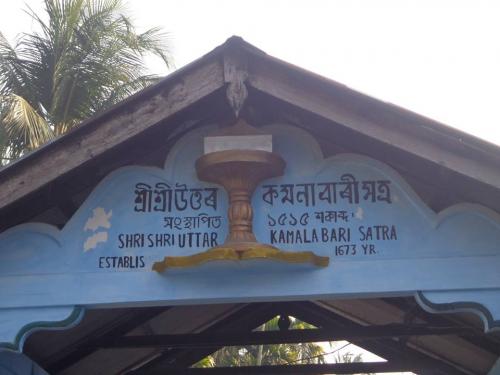 শ্ৰীশ্ৰীউত্তৰ কমলাবাৰীসত্ৰ
সংস্থাপিত ১৫১৫ শকাব্দ
SHRI SHRI UTTAR KAMALA BARI SATRA
ESTABLIS 1673 YR.